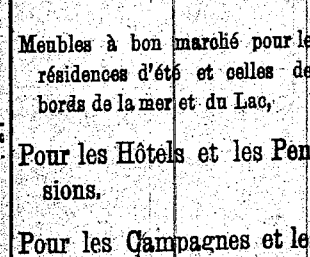 Meubles à bon marché pour le
résidences d'été et celles de
bords de la mer et du Lac,
Pour les Hôtels et les Pen
sions.
Pour les Campagnes et le